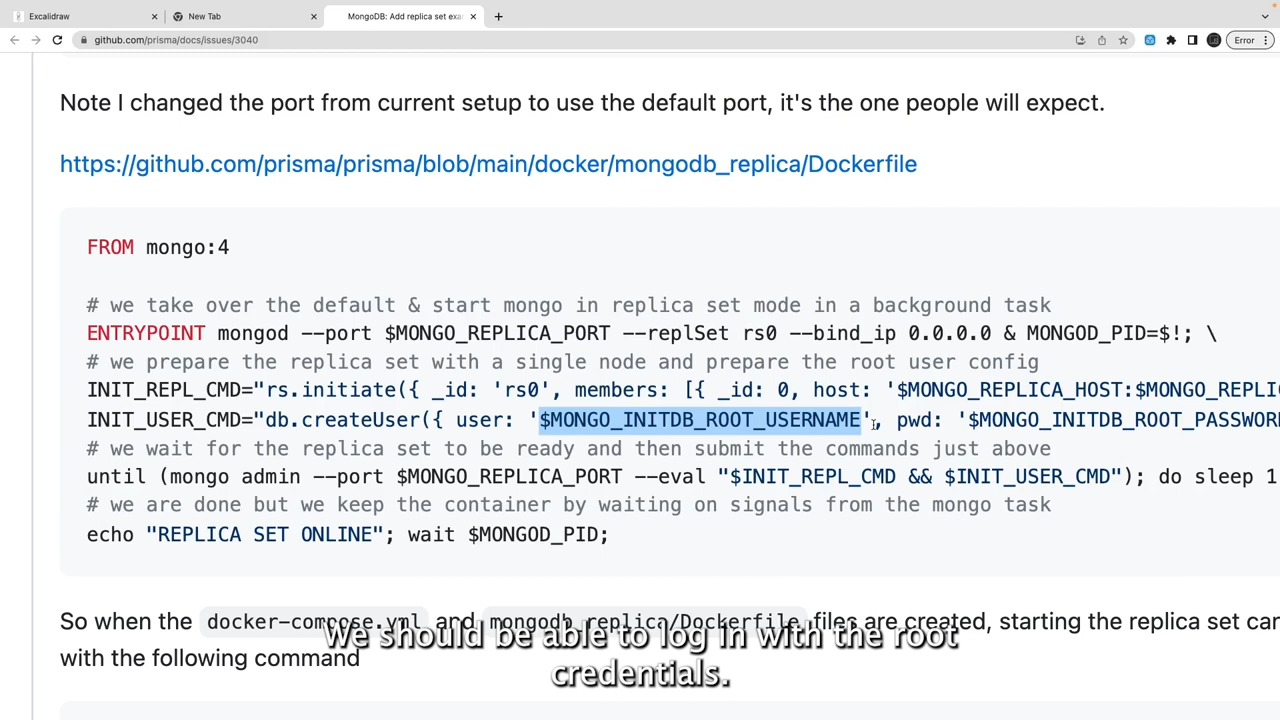 Excalidraw
New Tab
MongoDB: Add replica set exa
github.com/prisma/docs/issues/3040
Error
Note I changed the port from current setup to use the default port, it's the one people will expect.
https://github.com/prisma/prisma/blob/main/docker/mongodb_replica/Dockerfile
FROM mongo:4
# we take over the default & start mongo in replica set mode in a background task
ENTRYPOINT mongod --port $MONGO_REPLICA_PORT --replSet rs0 --bind_ip 0.0.0.0 & MONGOD_PID=$!; \
# we prepare the replica set with a single node and prepare the root user config
INIT_REPL_CMD="rs.initiate({ _id: 'rs0', members: [{ _id: 0, host: '$MONGO_REPLICA_HOST:$MONGO_REPLIC
INIT_USER_CMD="db.createUser({ user: '$MONGO_INITDB_ROOT_USERNAME', pwd: '$MONGO_INITDB_ROOT_PASSWORD
# we wait for the replica set to be ready and then submit the commands just above
until (mongo admin --port $MONGO_REPLICA_PORT --eval "$INIT_REPL_CMD && $INIT_USER_CMD"); do sleep 1
# we are done but we keep the container by waiting on signals from the mongo task
echo "REPLICA SET ONLINE"; wait $MONGOD_PID;
So when the docker-compose.yml and mongodb_replica/Dockerfile files are created, starting the replica set can
with the following command
We should be able to log in with the root
credentials.